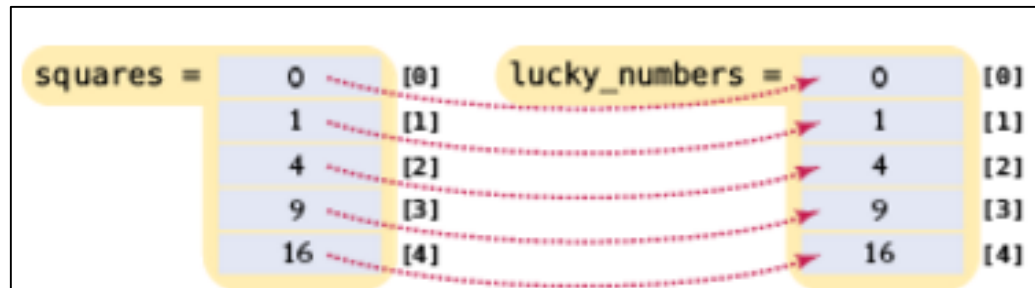 squares = 0 [0] lucky_numbers = 0 [0]
1 [1] 1 [1]
4 [2] 4 [2]
9 [3] 9 [3]
16 [4] 16 [4]